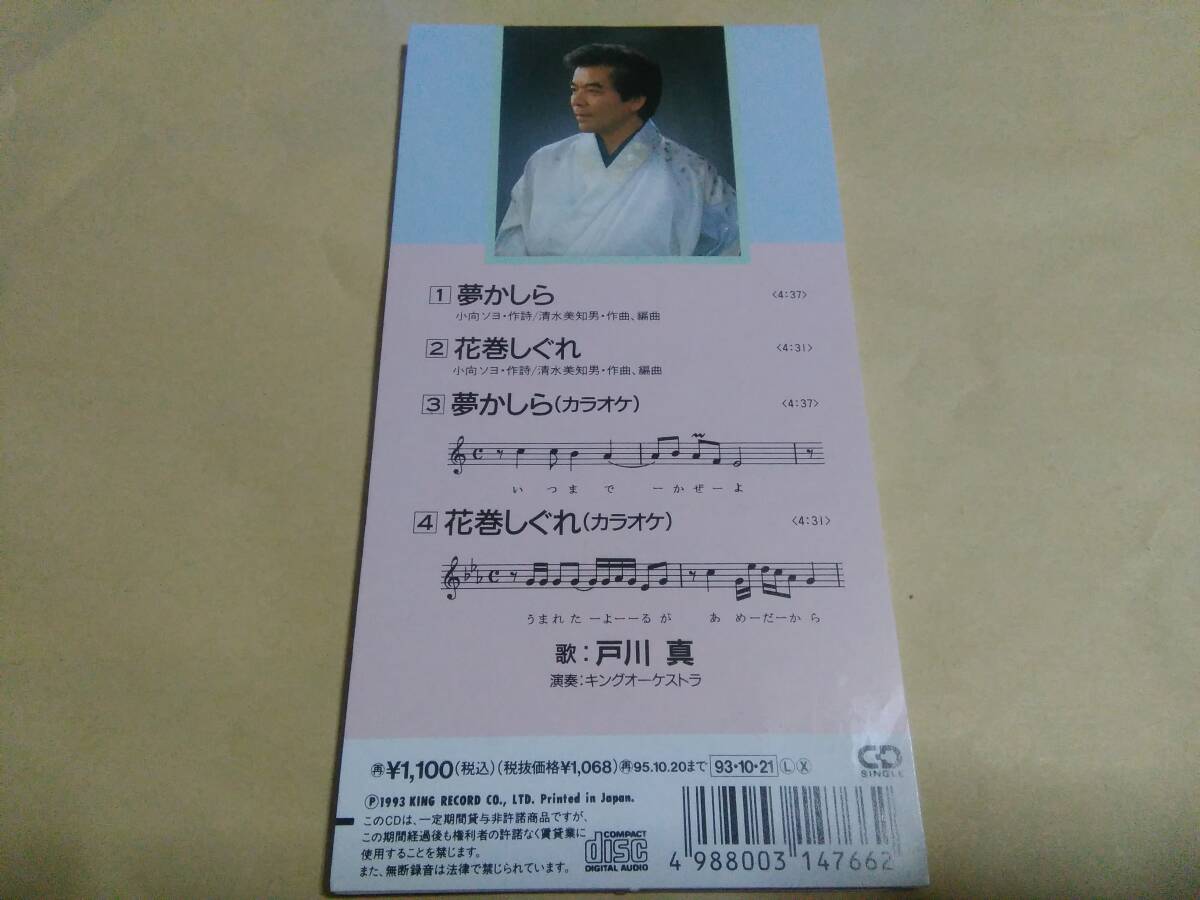 1 夢かしら 〈4:37〉
小向ソヨ・作詩/清水美知男・作曲、編曲
2 花巻しぐれ 〈4:31〉
小向ソヨ・作詩/清水美知男・作曲、編曲
3 夢かしら(カラオケ) 〈4:37〉
い つ ま で ーかぜーよ
4 花巻しぐれ(カラオケ) 〈4:31〉
うまれたーよーーるが あ めーだーから
歌:戸川 真
演奏:キングオーケストラ
再¥1,100(税込)(税抜価格¥1,068)再95.10.20まで 93・10・21 Ⓛ Ⓧ
CD SINGLE
Ⓟ1993 KING RECORD CO., LTD. Printed in Japan.
このCDは、一定期間貸与非許諾商品ですが、
この期間経過後も権利者の許諾なく賃貸業に
使用することを禁じます。
また、無断録音は法律で禁じられています。
COMPACT disc DIGITAL AUDIO
4 988003 147662